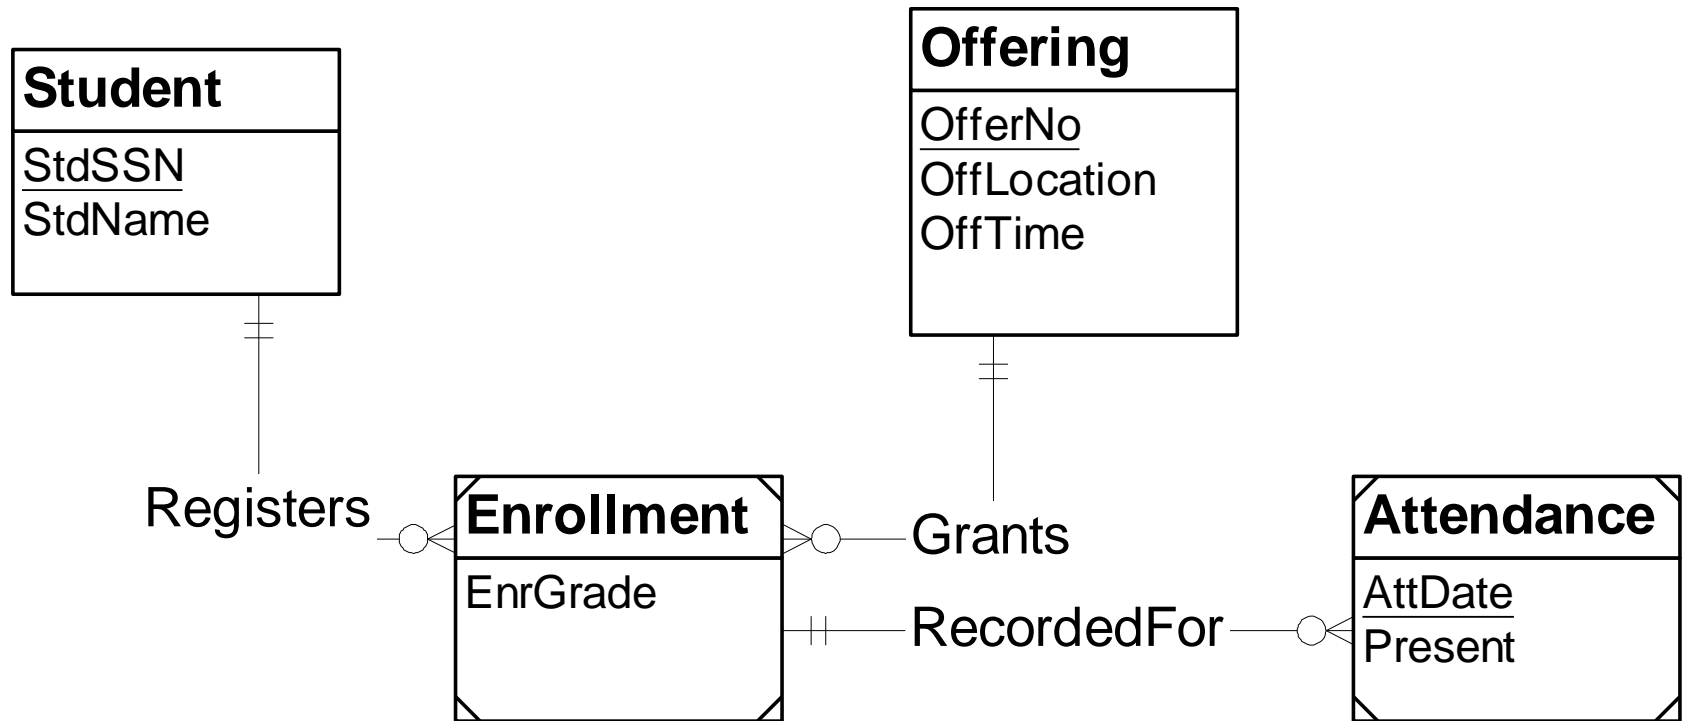 Student
StdSSN
StdName
Offering
OfferNo
OffLocation
OffTime
Registers
Enrollment
EnrGrade
Grants
RecordedFor
Attendance
AttDate
Present